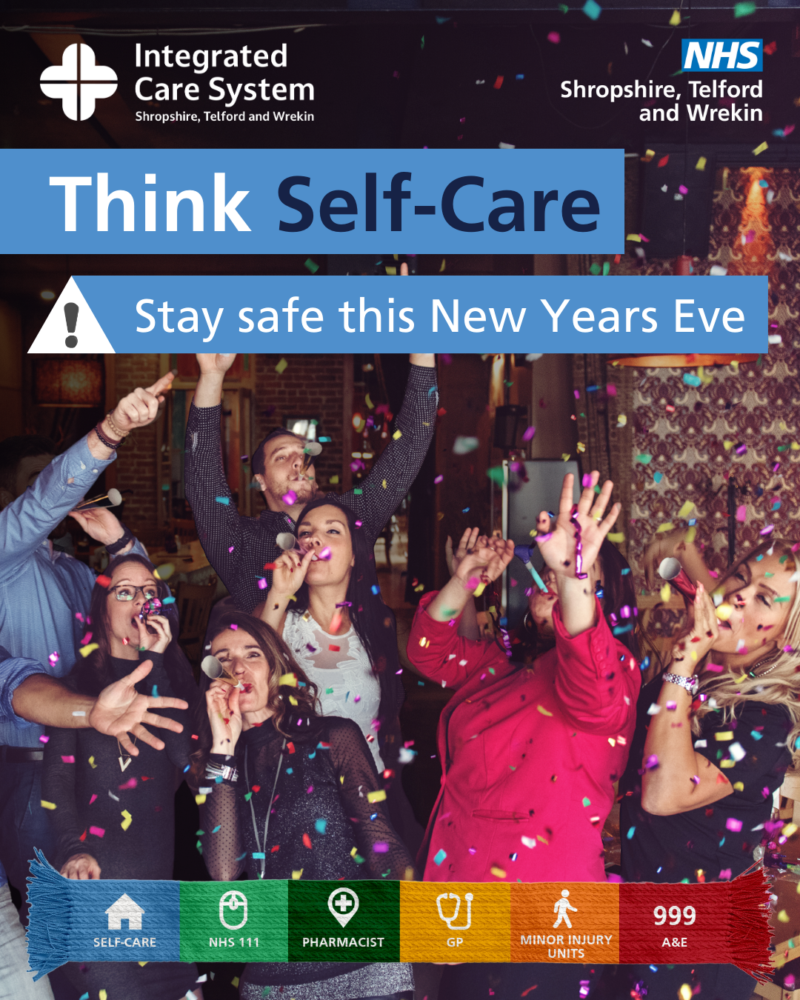 Integrated
Care System
Shropshire, Telford and Wrekin
NHS
Shropshire, Telford
and Wrekin
Think Self-Care
! Stay safe this New Years Eve
SELF-CARE
NHS 111
PHARMACIST
GP
MINOR INJURY
UNITS
999
A&E